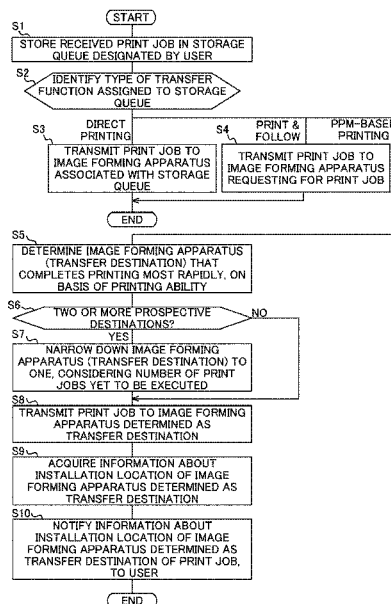 START
S1
STORE RECEIVED PRINT JOB IN STORAGE
QUEUE DESIGNATED BY USER
S2
IDENTIFY TYPE OF TRANSFER
FUNCTION ASSIGNED TO STORAGE
QUEUE
DIRECT
PRINTING
PRINT &
FOLLOW
PPM-BASED
PRINTING
S3
TRANSMIT PRINT JOB TO
IMAGE FORMING APPARATUS
ASSOCIATED WITH STORAGE
QUEUE
S4
TRANSMIT PRINT JOB TO
IMAGE FORMING APPARATUS
REQUESTING FOR PRINT JOB
END
S5
DETERMINE IMAGE FORMING APPARATUS
(TRANSFER DESTINATION) THAT
COMPLETES PRINTING MOST RAPIDLY, ON
BASIS OF PRINTING ABILITY
S6
TWO OR MORE PROSPECTIVE
DESTINATIONS?
NO
YES
S7
NARROW DOWN IMAGE FORMING
APPARATUS (TRANSFER DESTINATION) TO
ONE, CONSIDERING NUMBER OF PRINT
JOBS YET TO BE EXECUTED
S8
TRANSMIT PRINT JOB TO IMAGE FORMING
APPARATUS DETERMINED AS TRANSFER
DESTINATION
S9
ACQUIRE INFORMATION ABOUT
INSTALLATION LOCATION OF IMAGE
FORMING APPARATUS DETERMINED AS
TRANSFER DESTINATION
S10
NOTIFY INFORMATION ABOUT
INSTALLATION LOCATION OF IMAGE
FORMING APPARATUS DETERMINED AS
TRANSFER DESTINATION OF PRINT JOB,
TO USER
END